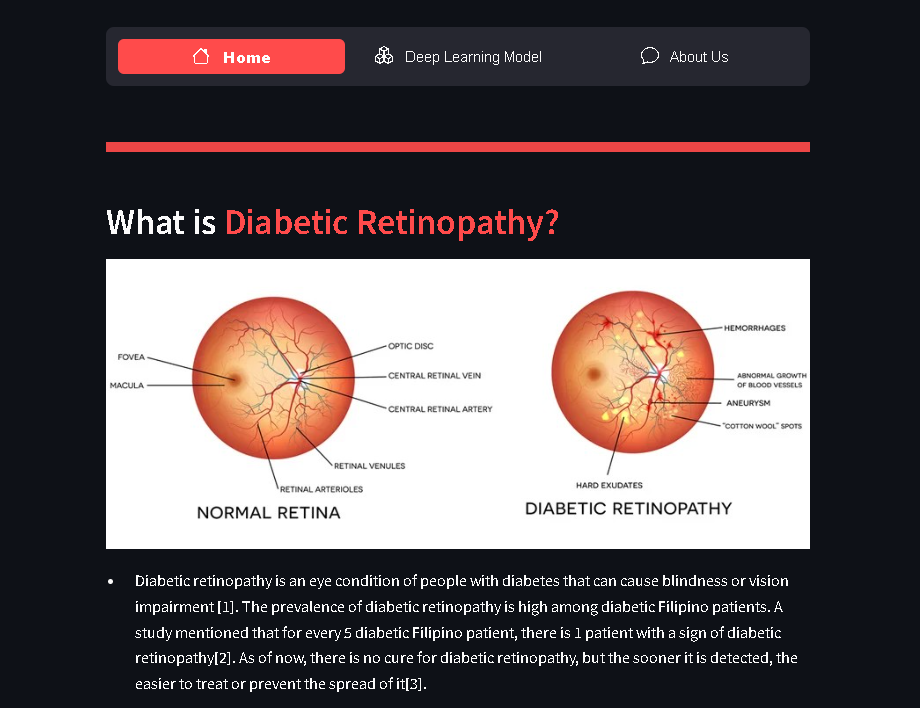 Home
Deep Learning Model
About Us
What is Diabetic Retinopathy?
FOVEA
MACULA
OPTIC DISC
CENTRAL RETINAL VEIN
CENTRAL RETINAL ARTERY
RETINAL VENULES
RETINAL ARTERIOLES
NORMAL RETINA
HEMORRHAGES
ABNORMAL GROWTH
OF BLOOD VESSELS
ANEURYSM
"COTTON WOOL" SPOTS
HARD EXUDATES
DIABETIC RETINOPATHY
• Diabetic retinopathy is an eye condition of people with diabetes that can cause blindness or vision
impairment [1]. The prevalence of diabetic retinopathy is high among diabetic Filipino patients. A
study mentioned that for every 5 diabetic Filipino patient, there is 1 patient with a sign of diabetic
retinopathy[2]. As of now, there is no cure for diabetic retinopathy, but the sooner it is detected, the
easier to treat or prevent the spread of it[3].